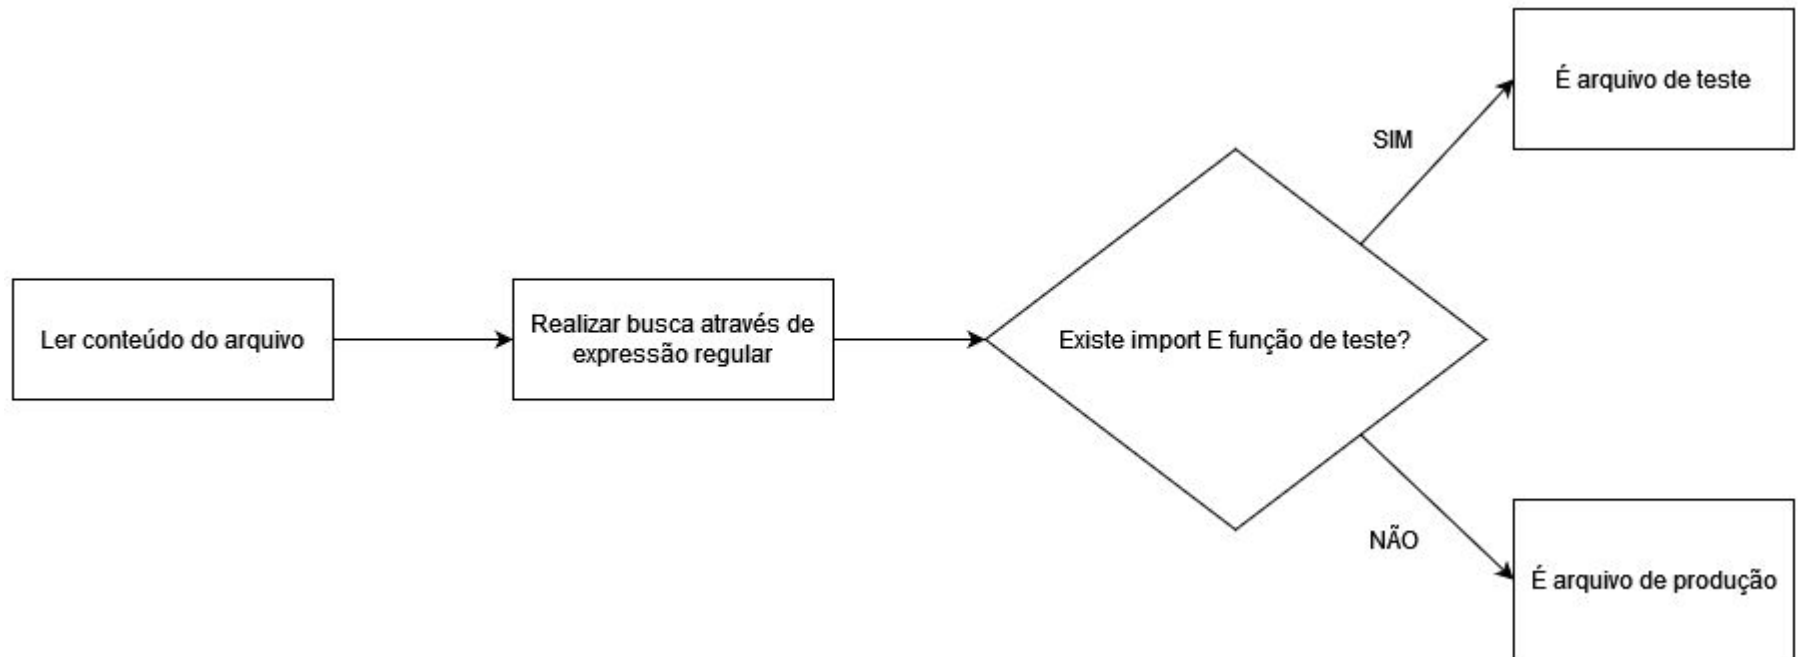 Ler conteúdo do arquivo
Realizar busca através de
expressão regular
Existe import E função de teste?
SIM
É arquivo de teste
NÃO
É arquivo de produção